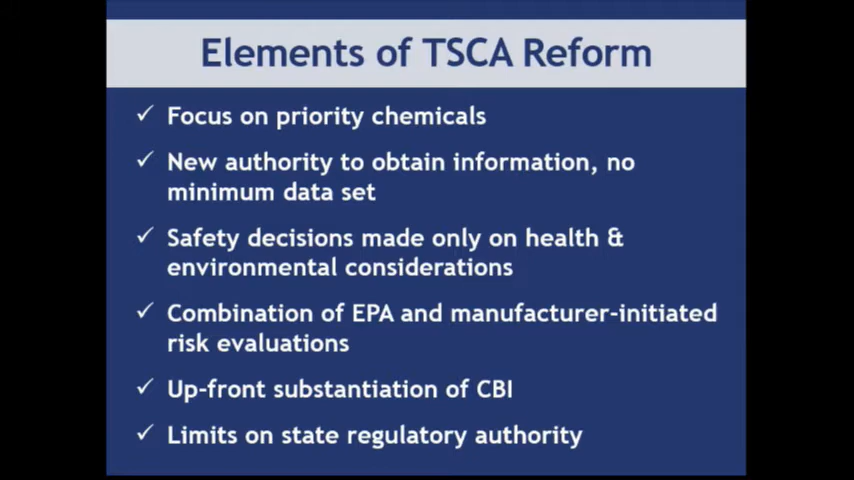 Elements of TSCA Reform
✓ Focus on priority chemicals
✓ New authority to obtain information, no
minimum data set
✓ Safety decisions made only on health &
environmental considerations
✓ Combination of EPA and manufacturer-initiated
risk evaluations
✓ Up-front substantiation of CBI
✓ Limits on state regulatory authority